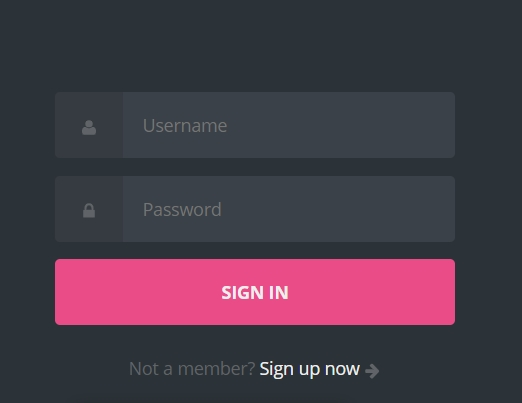 Username
Password
SIGN IN
Not a member? Sign up now